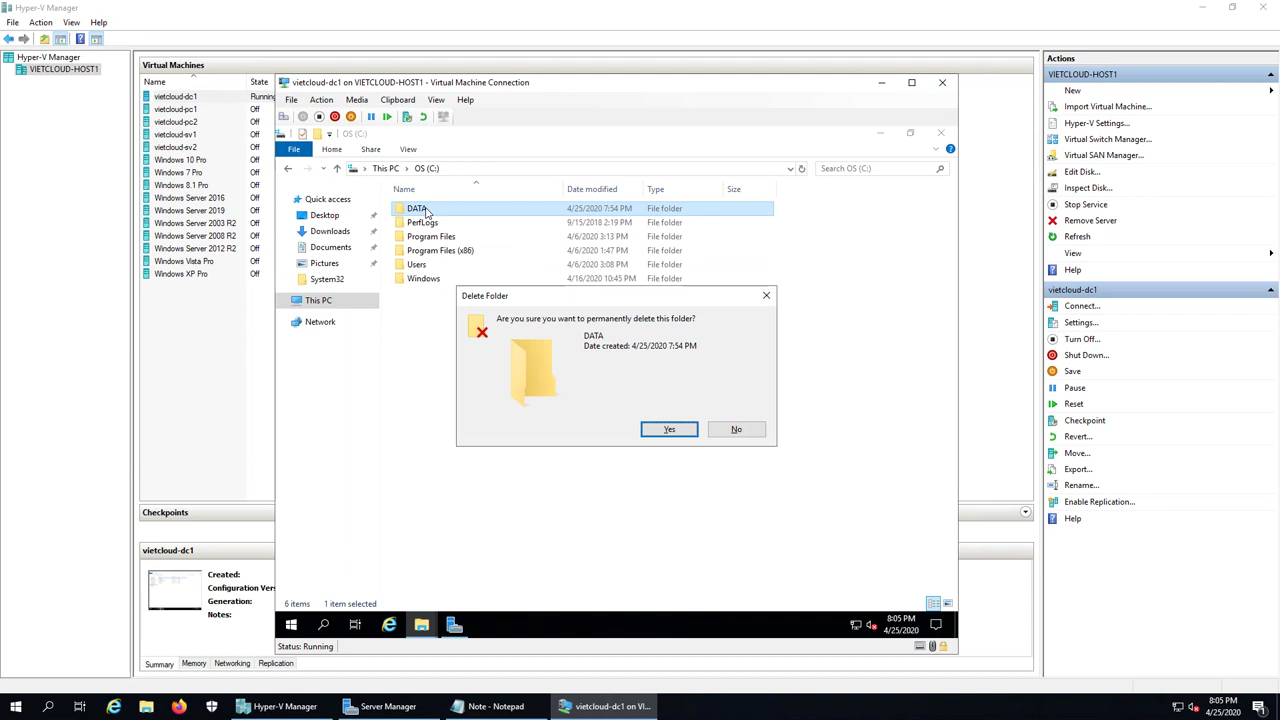 Hyper-V Manager
File Action View Help
Hyper-V Manager
VIETCLOUD-HOST1
Virtual Machines
Name State
vietcloud-dc1 Running
vietcloud-pc1 Off
vietcloud-pc2 Off
vietcloud-sv1 Off
vietcloud-sv2 Off
Windows 10 Pro Off
Windows 7 Pro Off
Windows 8.1 Pro Off
Windows Server 2016 Off
Windows Server 2019 Off
Windows Server 2003 R2 Off
Windows Server 2008 R2 Off
Windows Server 2012 R2 Off
Windows Vista Pro Off
Windows XP Pro Off
Checkpoints
vietcloud-dc1
Created:
Configuration Ver
Generation:
Notes:
Summary Memory Networking Replication
vietcloud-dc1 on VIETCLOUD-HOST1 - Virtual Machine Connection
File Action Media Clipboard View Help
OS (C:)
File Home Share View
This PC OS (C:) Search OS (C:)
Quick access
Desktop
Downloads
Documents
Pictures
System32
This PC
Network
Name Date modified Type Size
DATA 4/25/2020 7:54 PM File folder
PerfLogs 9/15/2018 2:19 PM File folder
Program Files 4/6/2020 3:13 PM File folder
Program Files (x86) 4/6/2020 1:47 PM File folder
Users 4/6/2020 3:08 PM File folder
Windows 4/16/2020 10:45 PM File folder
Delete Folder
Are you sure you want to permanently delete this folder?
DATA
Date created: 4/25/2020 7:54 PM
Yes No
6 items 1 item selected
8:05 PM
4/25/2020
Status: Running
Actions
VIETCLOUD-HOST1
New
Import Virtual Machine...
Hyper-V Settings...
Virtual Switch Manager...
Virtual SAN Manager...
Edit Disk...
Inspect Disk...
Stop Service
Remove Server
Refresh
View
Help
vietcloud-dc1
Connect...
Settings...
Turn Off...
Shut Down...
Save
Pause
Reset
Checkpoint
Revert...
Move...
Export...
Rename...
Enable Replication...
Help
Hyper-V Manager Server Manager Note - Notepad vietcloud-dc1 on VI...
8:05 PM
4/25/2020
1